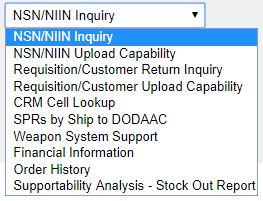 NSN/NIIN Inquiry
NSN/NIIN Inquiry
NSN/NIIN Upload Capability
Requisition/Customer Return Inquiry
Requisition/Customer Upload Capability
CRM Cell Lookup
SPRs by Ship to DODAAC
Weapon System Support
Financial Information
Order History
Supportability Analysis - Stock Out Report